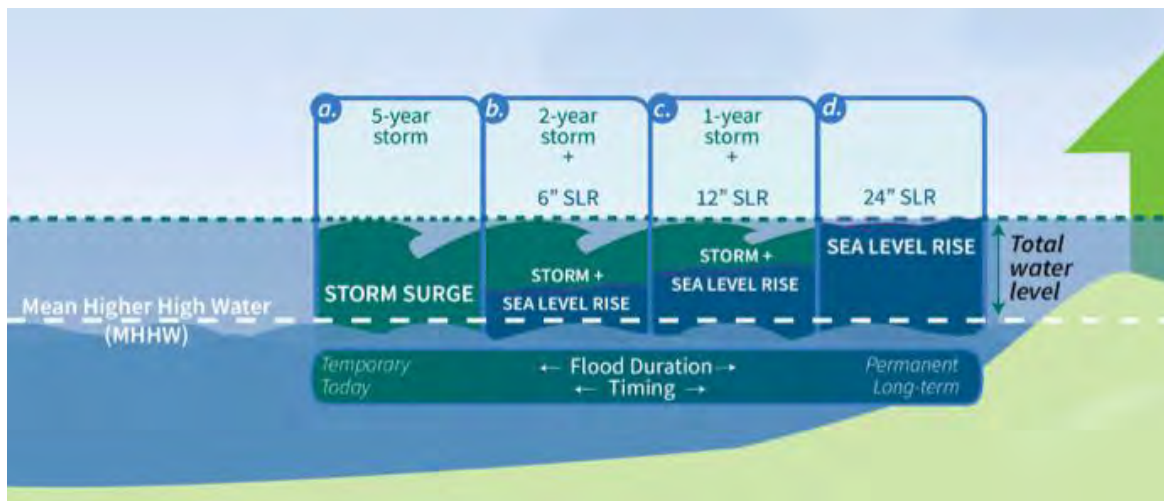 a.
5-year
storm
b.
2-year
storm
+
6” SLR
c.
1-year
storm
+
12” SLR
d.
24” SLR
STORM SURGE
STORM +
SEA LEVEL RISE
STORM +
SEA LEVEL RISE
SEA LEVEL RISE
Total
water
level
Mean Higher High Water
(MHHW)
Temporary
Today
← Flood Duration →
← Timing →
Permanent
Long-term